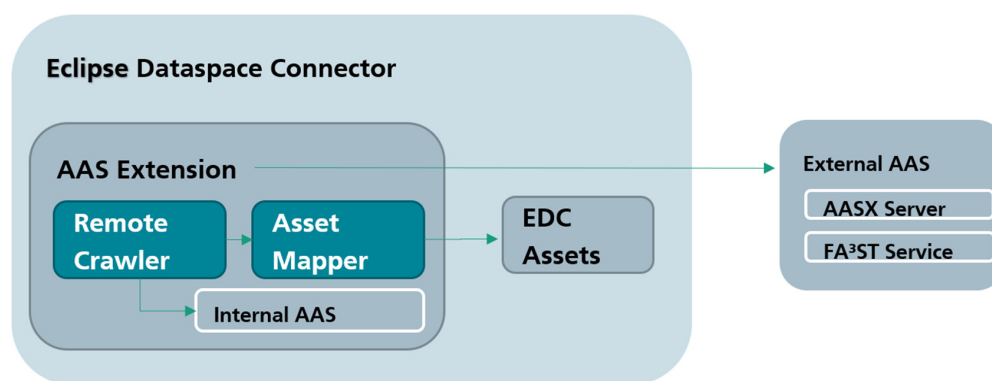 Eclipse Dataspace Connector
AAS Extension
Remote
Crawler
Asset
Mapper
Internal AAS
EDC
Assets
External AAS
AASX Server
FA³ST Service